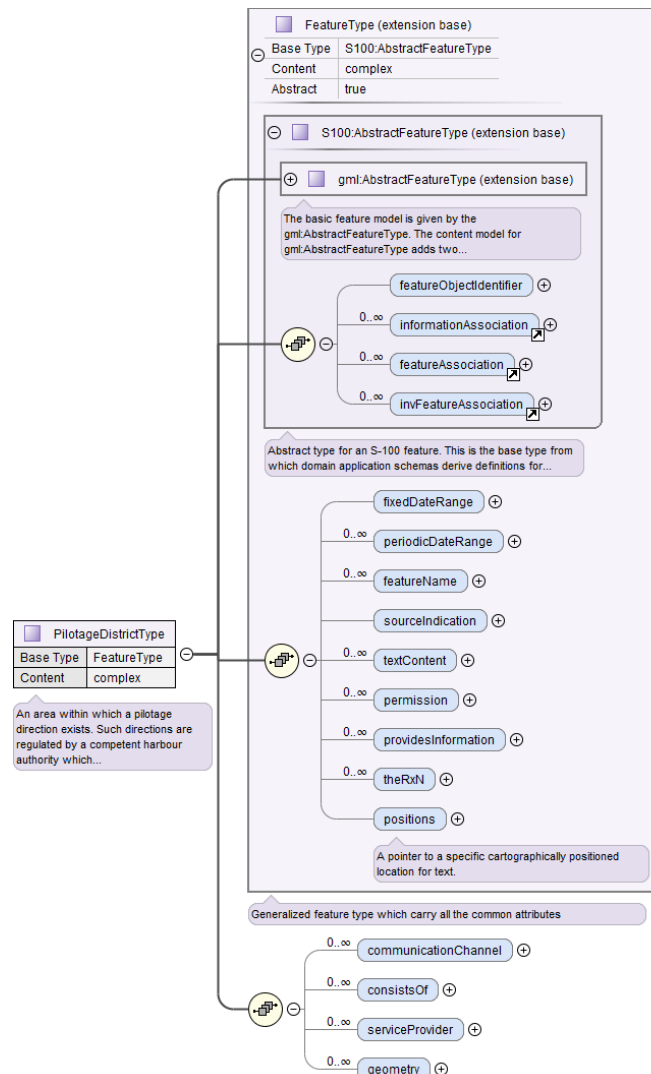 FeatureType (extension base)
Base Type S100:AbstractFeatureType
Content complex
Abstract true
S100:AbstractFeatureType (extension base)
gml:AbstractFeatureType (extension base)
The basic feature model is given by the
gml:AbstractFeatureType. The content model for
gml:AbstractFeatureType adds two...
featureObjectIdentifier
0..∞ informationAssociation
0..∞ featureAssociation
0..∞ invFeatureAssociation
Abstract type for an S-100 feature. This is the base type from
which domain application schemas derive definitions for...
fixedDateRange
0..∞ periodicDateRange
0..∞ featureName
sourceIndication
0..∞ textContent
0..∞ permission
0..∞ providesInformation
0..∞ theRxN
positions
A pointer to a specific cartographically positioned
location for text.
Generalized feature type which carry all the common attributes
PilotageDistrictType
Base Type FeatureType
Content complex
An area within which a pilotage
direction exists. Such directions are
regulated by a competent harbour
authority which...
0..∞ communicationChannel
0..∞ consistsOf
0..∞ serviceProvider
0..∞ geometry